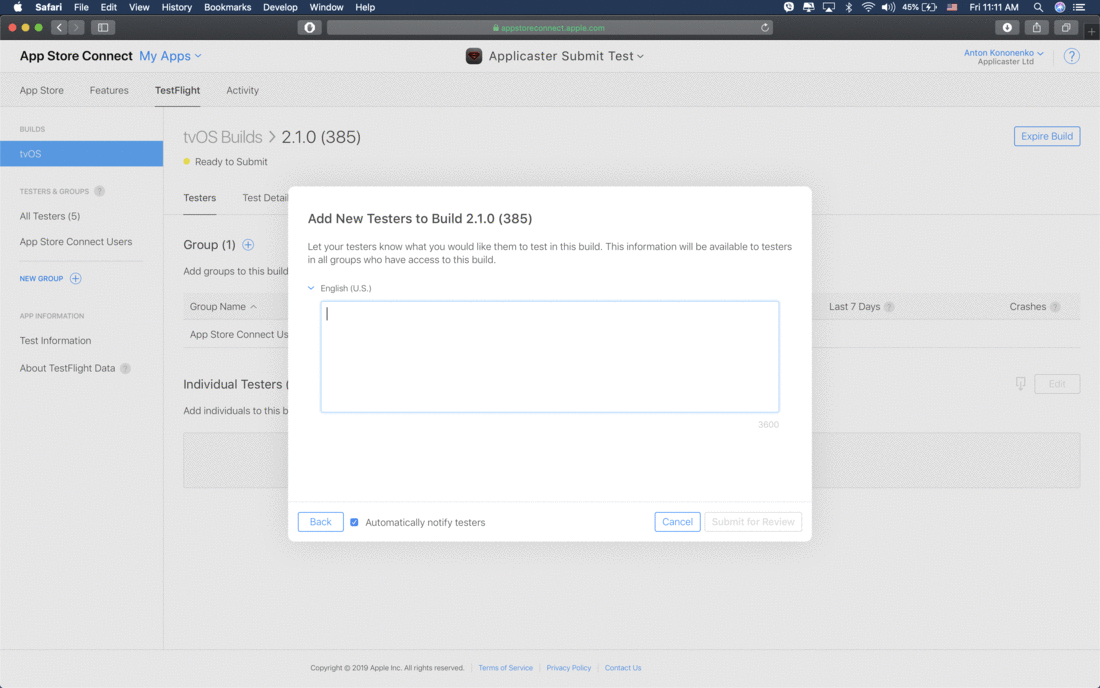 Safari File Edit View History Bookmarks Develop Window Help 45% Fri 11:11 AM
appstoreconnect.apple.com
App Store Connect My Apps Applicaster Submit Test Anton Kononenko
Applicaster Ltd
App Store Features TestFlight Activity
BUILDS
tvOS
TESTERS & GROUPS ?
All Testers (5)
App Store Connect Users
NEW GROUP
APP INFORMATION
Test Information
About TestFlight Data ?
tvOS Builds > 2.1.0 (385) Expire Build
Ready to Submit
Testers Test Detail
Group (1)
Add groups to this build
Group Name Last 7 Days ? Crashes ?
App Store Connect Us
Individual Testers (
Edit
Add individuals to this b
Add New Testers to Build 2.1.0 (385)
Let your testers know what you would like them to test in this build. This information will be available to testers
in all groups who have access to this build.
English (U.S.)
3600
Back Automatically notify testers Cancel Submit for Review
Copyright © 2019 Apple Inc. All rights reserved. Terms of Service Privacy Policy Contact Us